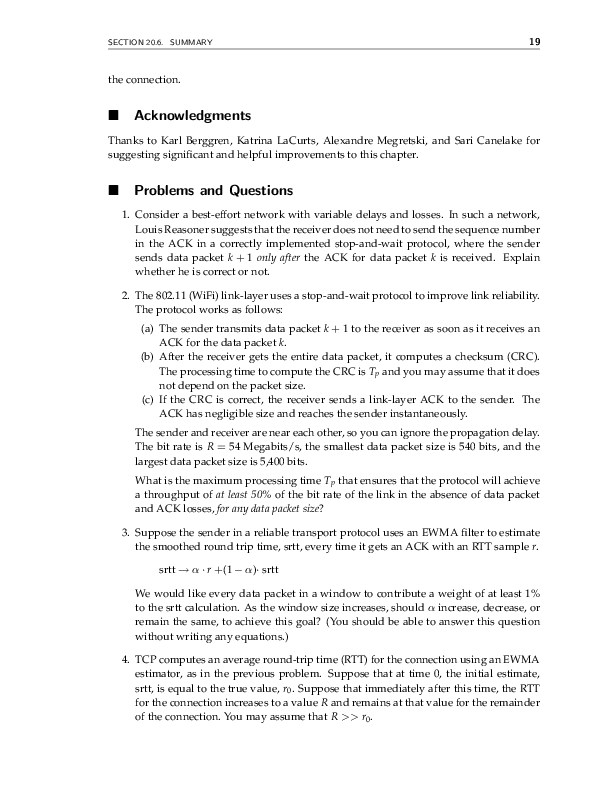 SECTION 20.6. SUMMARY 19
the connection.
■ Acknowledgments
Thanks to Karl Berggren, Katrina LaCurts, Alexandre Megretski, and Sari Canelake for
suggesting significant and helpful improvements to this chapter.
■ Problems and Questions
1. Consider a best-effort network with variable delays and losses. In such a network,
Louis Reasoner suggests that the receiver does not need to send the sequence number
in the ACK in a correctly implemented stop-and-wait protocol, where the sender
sends data packet k + 1 only after the ACK for data packet k is received. Explain
whether he is correct or not.
2. The 802.11 (WiFi) link-layer uses a stop-and-wait protocol to improve link reliability.
The protocol works as follows:
(a) The sender transmits data packet k + 1 to the receiver as soon as it receives an
ACK for the data packet k.
(b) After the receiver gets the entire data packet, it computes a checksum (CRC).
The processing time to compute the CRC is Tp and you may assume that it does
not depend on the packet size.
(c) If the CRC is correct, the receiver sends a link-layer ACK to the sender. The
ACK has negligible size and reaches the sender instantaneously.
The sender and receiver are near each other, so you can ignore the propagation delay.
The bit rate is R = 54 Megabits/s, the smallest data packet size is 540 bits, and the
largest data packet size is 5,400 bits.
What is the maximum processing time Tp that ensures that the protocol will achieve
a throughput of at least 50% of the bit rate of the link in the absence of data packet
and ACK losses, for any data packet size?
3. Suppose the sender in a reliable transport protocol uses an EWMA filter to estimate
the smoothed round trip time, srtt, every time it gets an ACK with an RTT sample r.
srtt → α · r +(1 − α)· srtt
We would like every data packet in a window to contribute a weight of at least 1%
to the srtt calculation. As the window size increases, should α increase, decrease, or
remain the same, to achieve this goal? (You should be able to answer this question
without writing any equations.)
4. TCP computes an average round-trip time (RTT) for the connection using an EWMA
estimator, as in the previous problem. Suppose that at time 0, the initial estimate,
srtt, is equal to the true value, r0. Suppose that immediately after this time, the RTT
for the connection increases to a value R and remains at that value for the remainder
of the connection. You may assume that R >> r0.